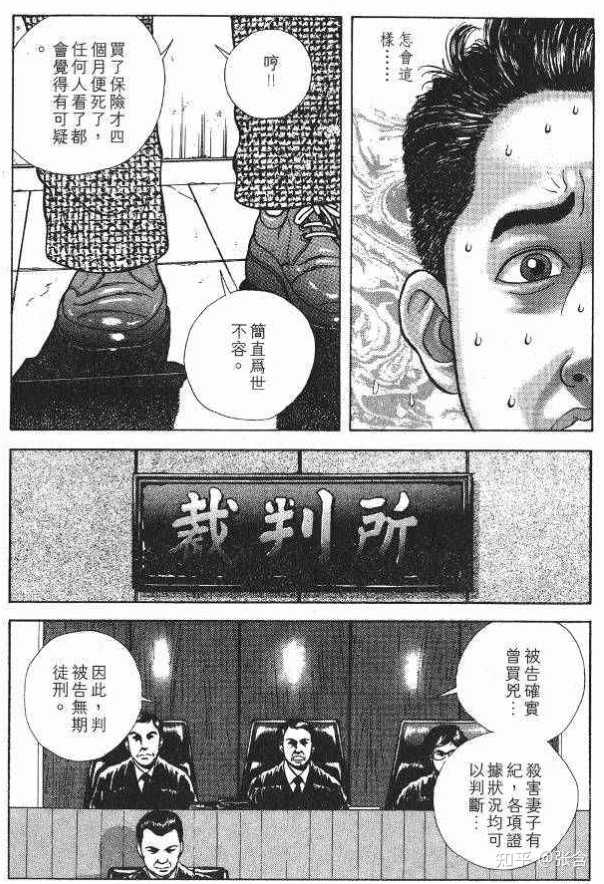 怎會這
樣……
哼!!
買了保險才四
個月便死了，
任何人看了都
會覺得有可疑
。
簡直爲世
不容。
裁判所
被告確實
曾買兇…
殺害妻子有
紀，各項證
據狀況均可
以判斷…
因此，判
被告無期
徒刑。
知乎 @张含